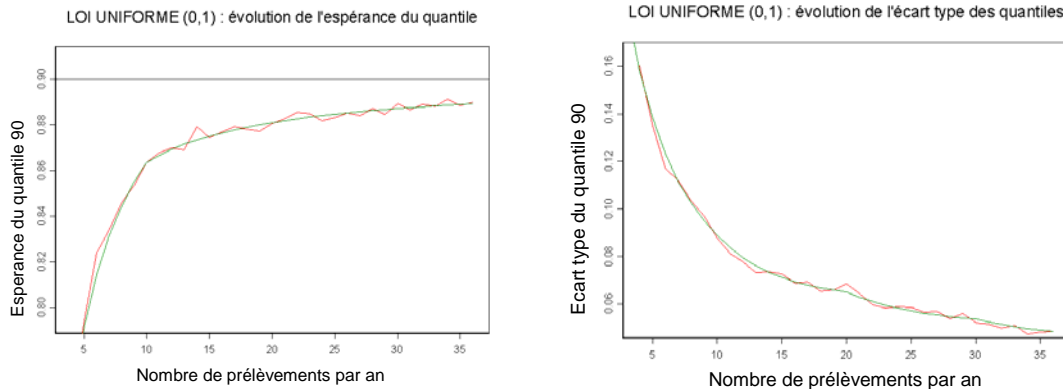 LOI UNIFORME (0,1) : évolution de l'espérance du quantile
Esperance du quantile 90
0.90
0.88
0.86
0.84
0.82
0.80
5 10 15 20 25 30 35
Nombre de prélèvements par an
LOI UNIFORME (0,1) : évolution de l'écart type des quantiles
Ecart type du quantile 90
0.16
0.14
0.12
0.10
0.08
0.06
5 10 15 20 25 30 35
Nombre de prélèvements par an